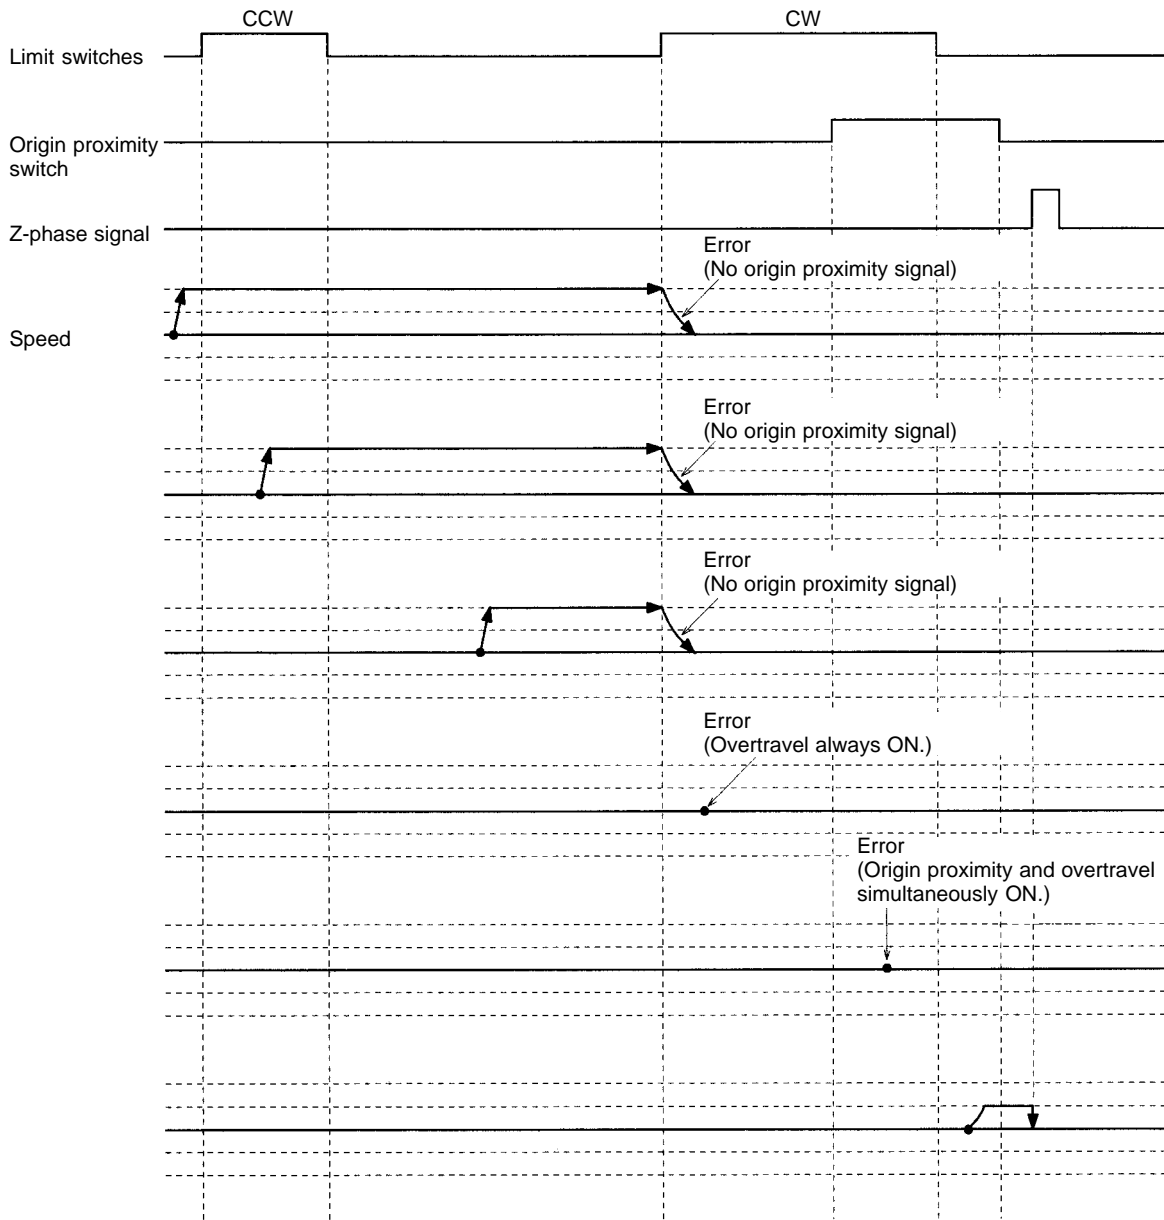 CCW
CW
Limit switches
Origin proximity
switch
Z-phase signal
Error
(No origin proximity signal)
Speed
Error
(No origin proximity signal)
Error
(No origin proximity signal)
Error
(Overtravel always ON.)
Error
(Origin proximity and overtravel
simultaneously ON.)